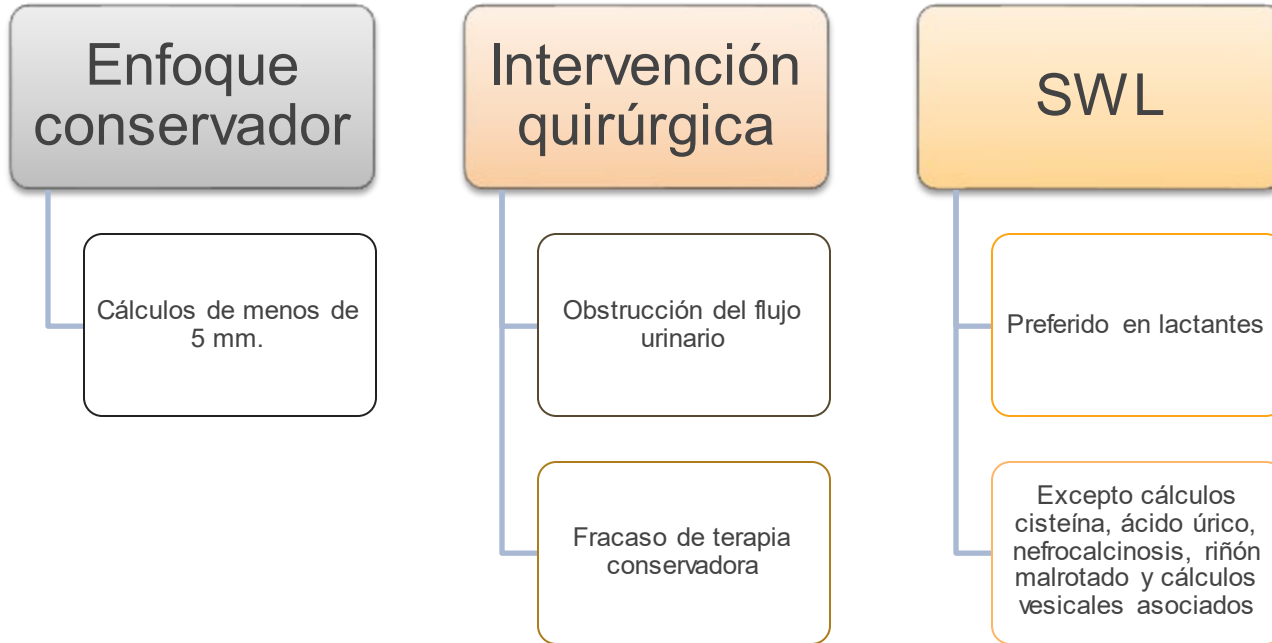 Enfoque
conservador
Cálculos de menos de
5 mm.
Intervención
quirúrgica
Obstrucción del flujo
urinario
Fracaso de terapia
conservadora
SWL
Preferido en lactantes
Excepto cálculos
cisteína, ácido úrico,
nefrocalcinosis, riñón
malrotado y cálculos
vesicales asociados